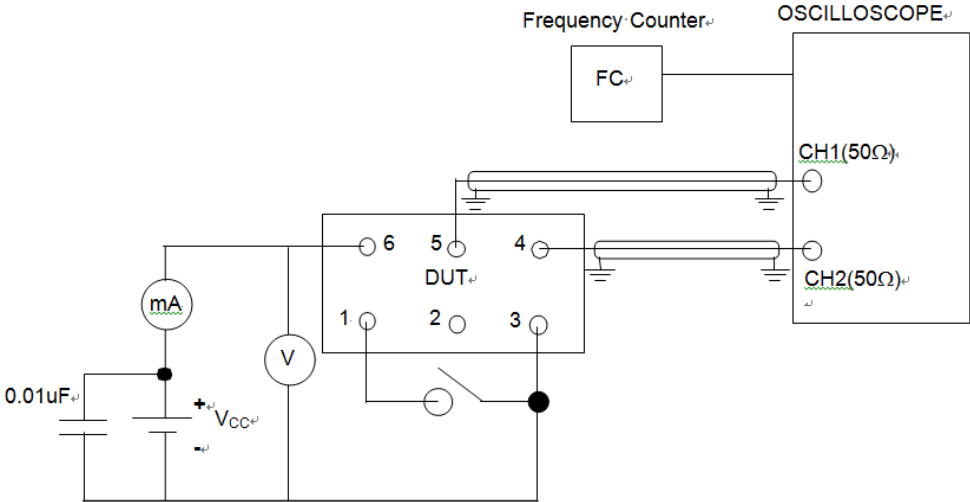 Frequency Counter
OSCILLOSCOPE
FC
CH1(50Ω)
6 5 4
DUT
CH2(50Ω)
mA
1 2 3
V
0.01uF
+
VCC
-